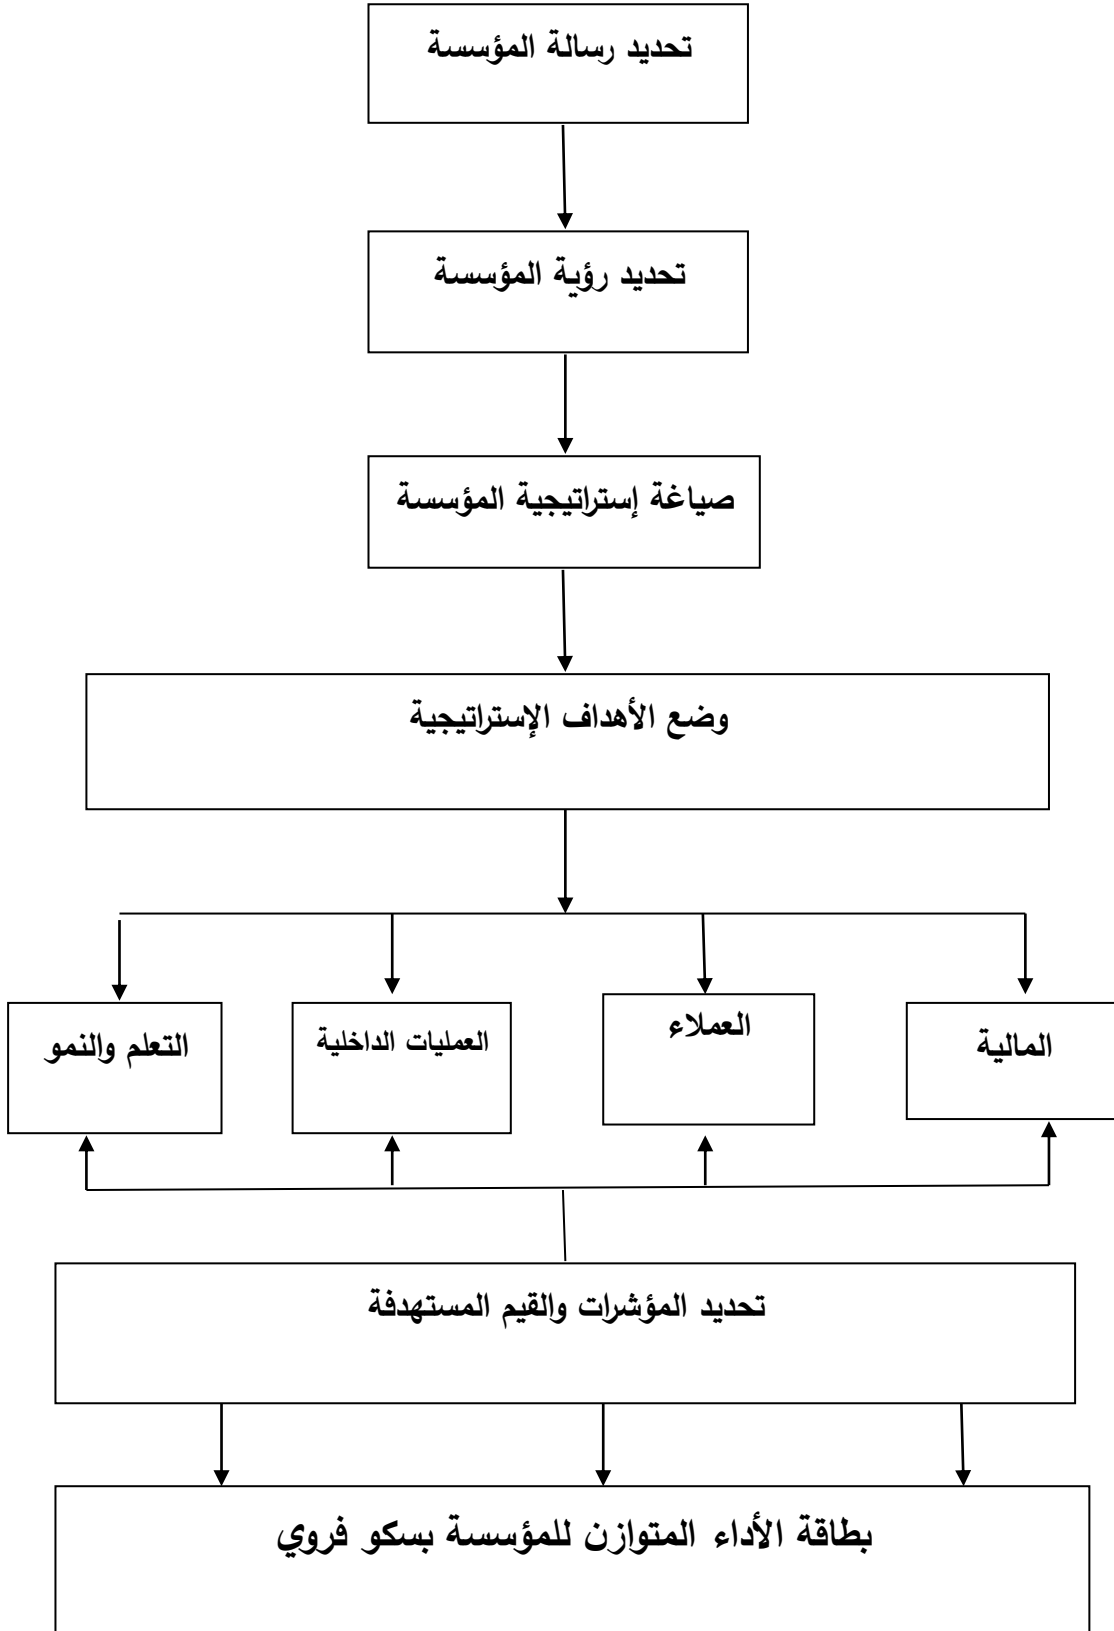 تحديد رسالة المؤسسة
تحديد رؤية المؤسسة
صياغة إستراتيجية المؤسسة
وضع الأهداف الإستراتيجية
المالية
العملاء
العمليات الداخلية
التعلم والنمو
تحديد المؤشرات والقيم المستهدفة
بطاقة الأداء المتوازن للمؤسسة بسكو فروي